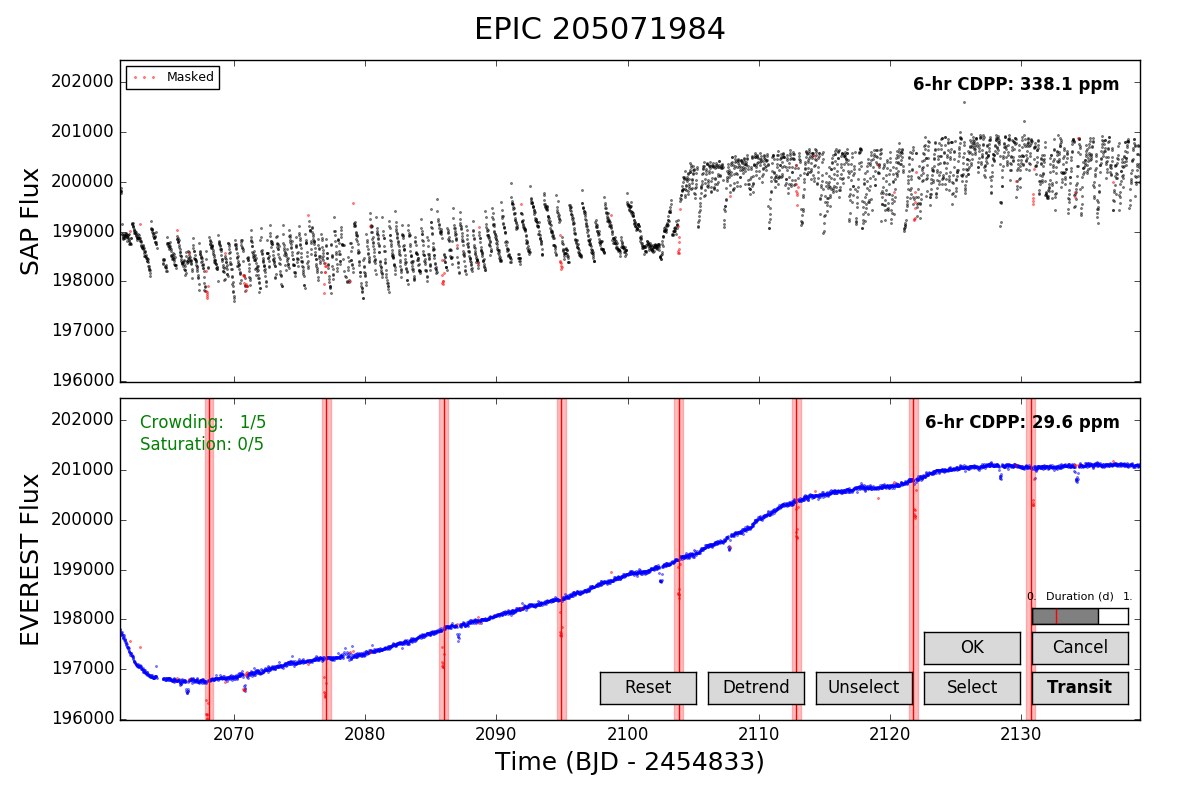 EPIC 205071984
Masked
6-hr CDPP: 338.1 ppm
202000
201000
200000
199000
198000
197000
196000
SAP Flux
Crowding: 1/5
Saturation: 0/5
6-hr CDPP: 29.6 ppm
202000
201000
200000
199000
198000
197000
196000
EVEREST Flux
0. Duration (d) 1.
OK Cancel
Reset Detrend Unselect Select Transit
2070 2080 2090 2100 2110 2120 2130
Time (BJD - 2454833)